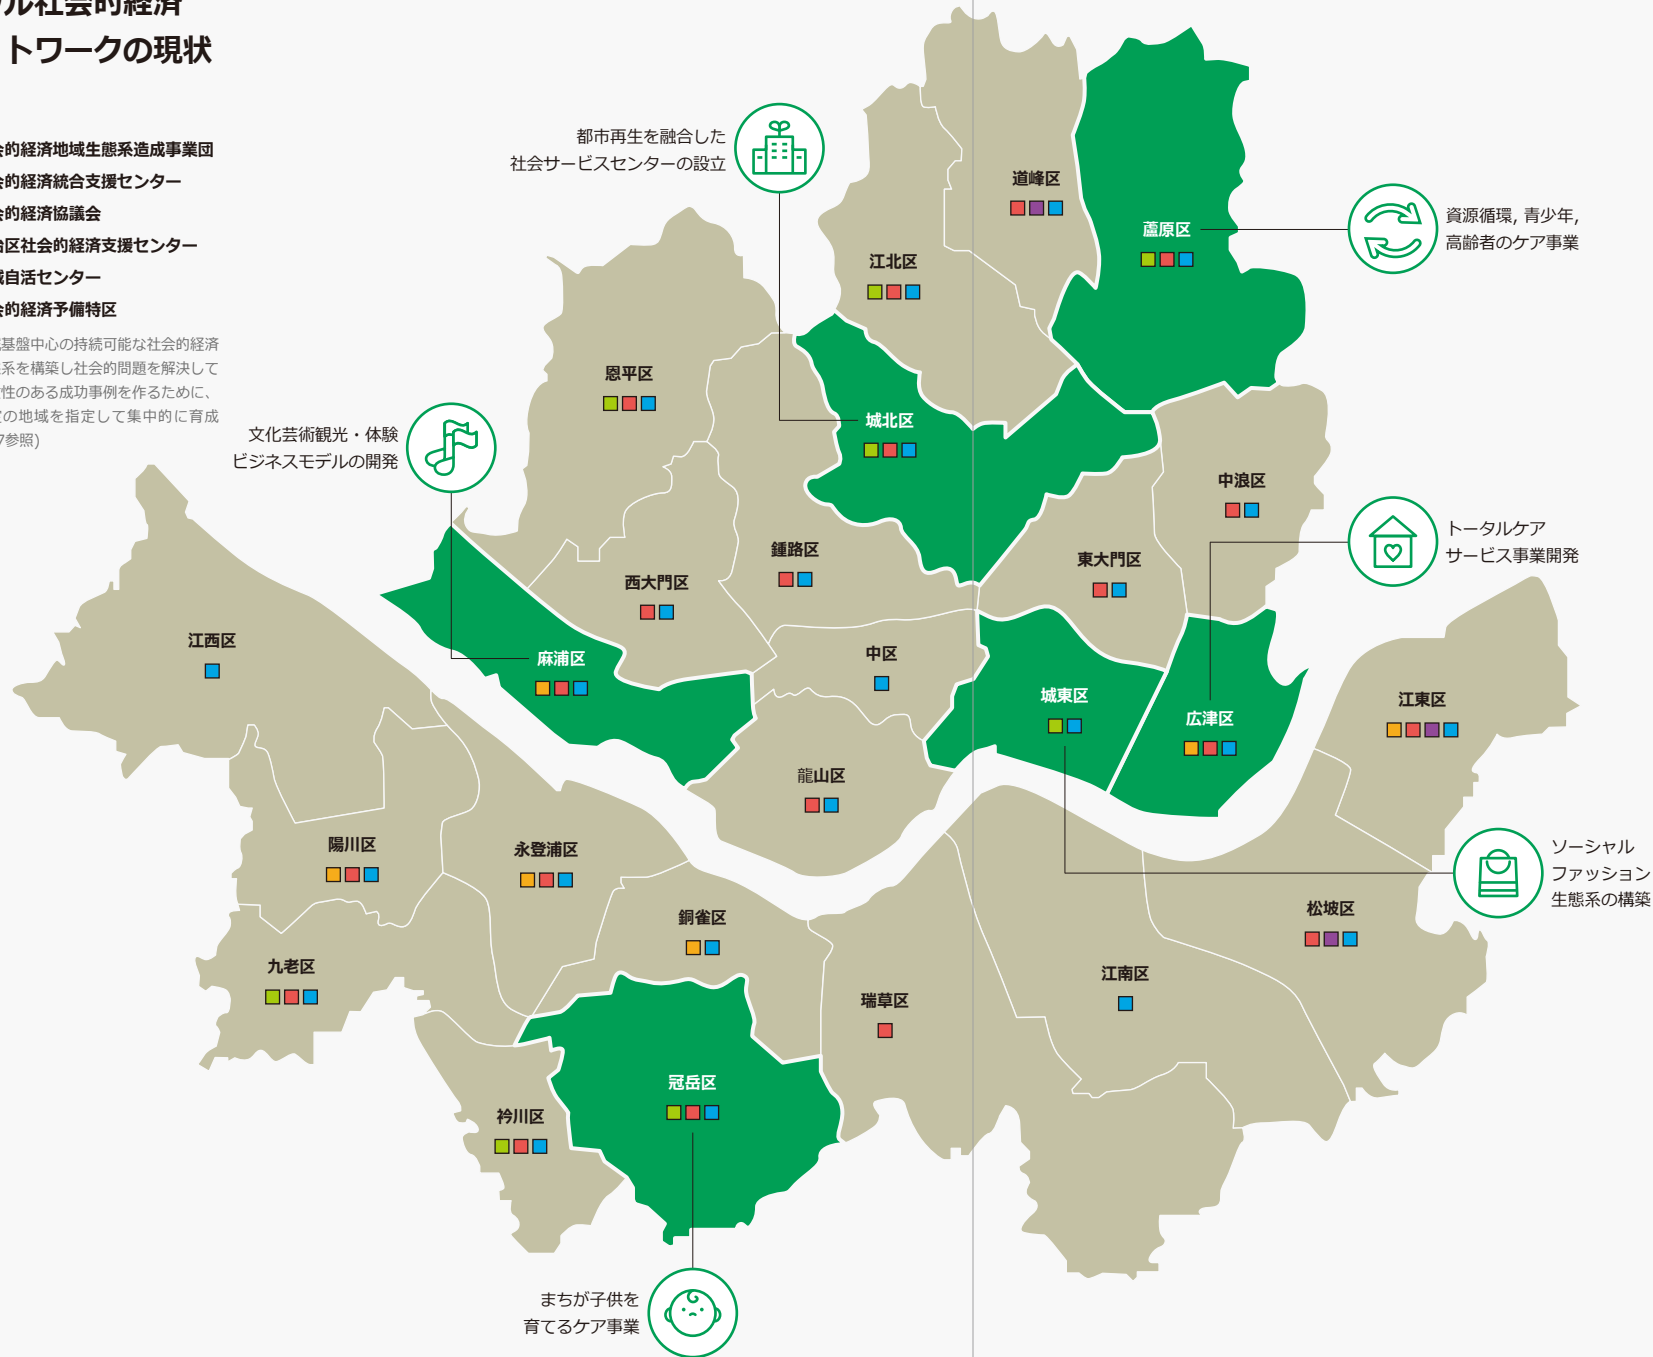 ル社会的経済
トワークの現状
的経済地域生態系造成事業団
的経済統合支援センター
的経済協議会
区社会的経済支援センター
自活センター
的経済予備特区
基盤中心の持続可能な社会的経済
系を構築し社会的問題を解決して
性のある成功事例を作るために、
の地域を指定して集中的に育成
参照)
都市再生を融合した
社会サービスセンターの設立
資源循環, 青少年,
高齢者のケア事業
文化芸術観光・体験
ビジネスモデルの開発
トータルケア
サービス事業開発
ソーシャル
ファッション
生態系の構築
まちが子供を
育てるケア事業
道峰区
蘆原区
江北区
恩平区
城北区
中浪区
鍾路区
東大門区
西大門区
江西区
麻浦区
中区
城東区
広津区
江東区
龍山区
陽川区
永登浦区
銅雀区
松坡区
九老区
江南区
瑞草区
冠岳区
衿川区